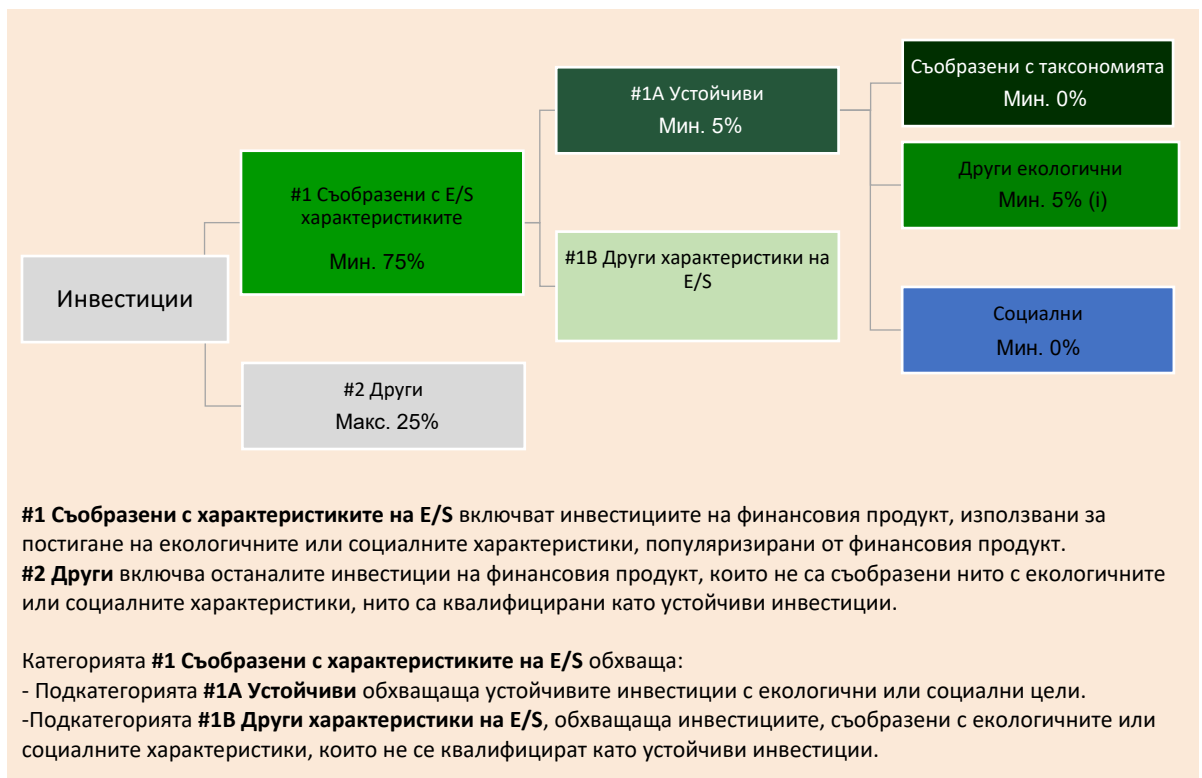 Инвестиции
#1 Съобразени с E/S
характеристиките
Мин. 75%
#2 Други
Макс. 25%
#1А Устойчиви
Мин. 5%
#1В Други характеристики на
E/S
Съобразени с таксономията
Мин. 0%
Други екологични
Мин. 5% (i)
Социални
Мин. 0%
#1 Съобразени с характеристиките на E/S включват инвестициите на финансовия продукт, използвани за
постигане на екологичните или социалните характеристики, популяризирани от финансовия продукт.
#2 Други включва останалите инвестиции на финансовия продукт, които не са съобразени нито с екологичните
или социалните характеристики, нито са квалифицирани като устойчиви инвестиции.
Категорията #1 Съобразени с характеристиките на E/S обхваща:
- Подкатегорията #1А Устойчиви обхващаща устойчивите инвестиции с екологични или социални цели.
-Подкатегорията #1В Други характеристики на E/S, обхващаща инвестициите, съобразени с екологичните или
социалните характеристики, които не се квалифицират като устойчиви инвестиции.